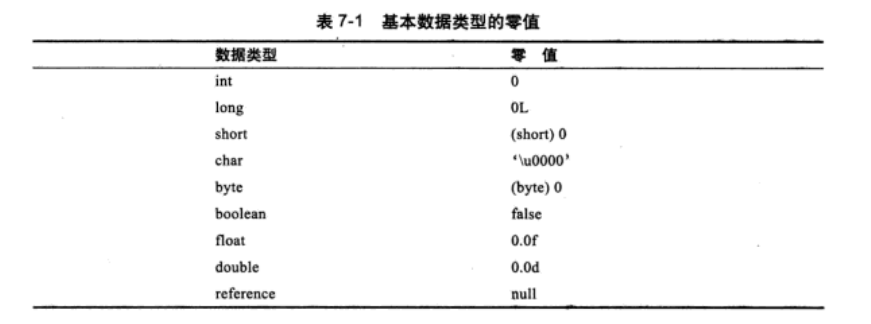 表 7-1 基本数据类型的零值
数据类型 零 值
int 0
long 0L
short (short) 0
char ‘\u0000’
byte (byte) 0
boolean false
float 0.0f
double 0.0d
reference null